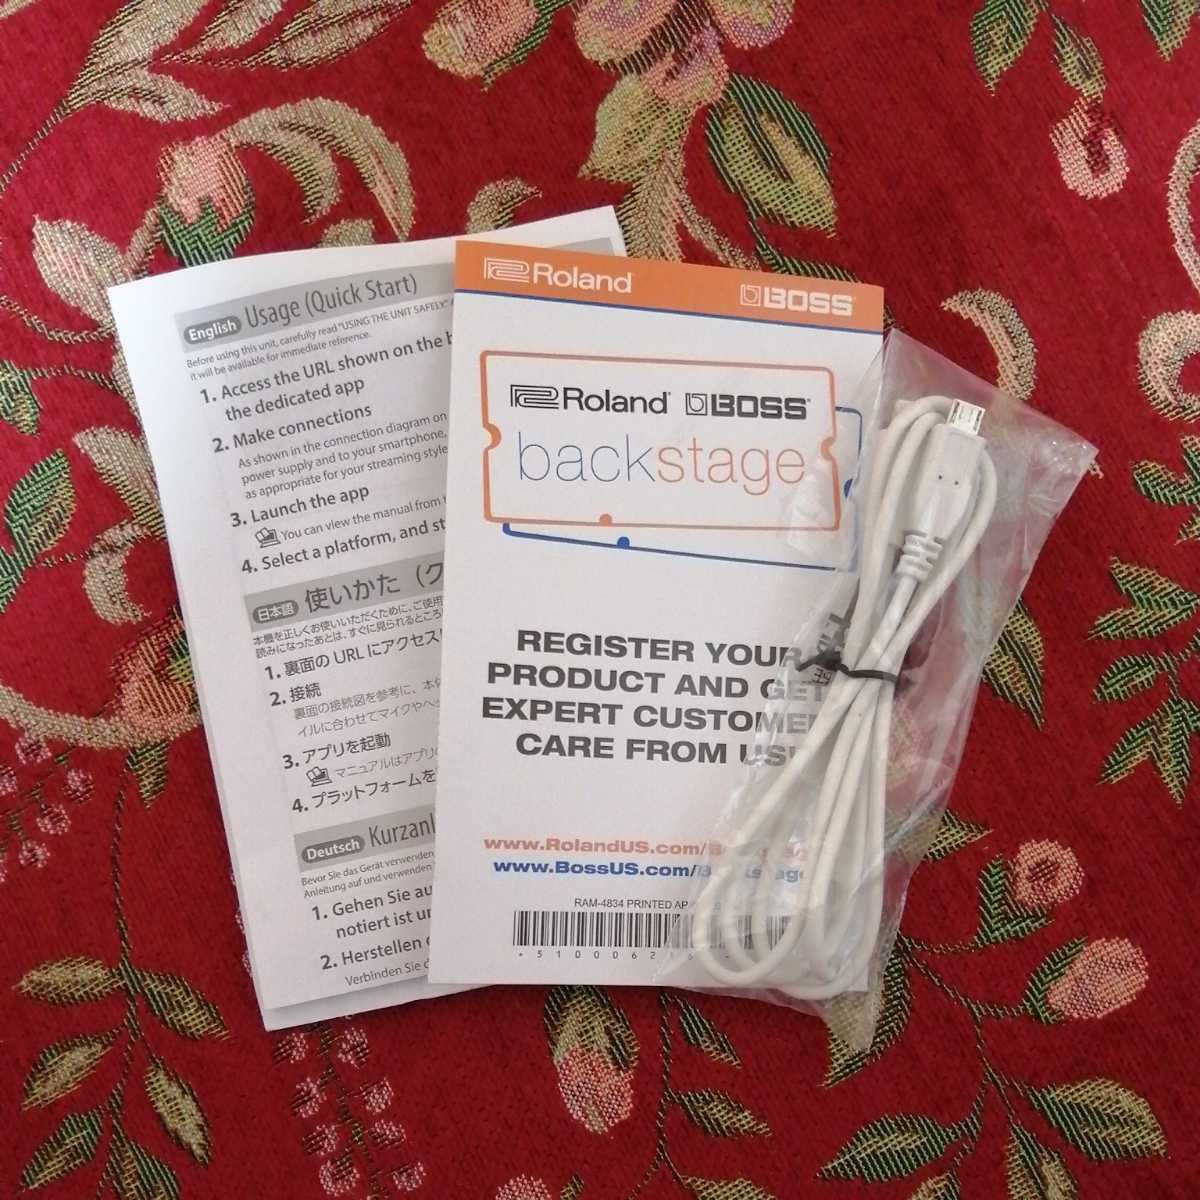 English Usage (Quick Start)
Before using this unit, carefully read "USING THE UNIT SAFELY"
it will be available for immediate reference.
1. Access the URL shown on the
the dedicated app
2. Make connections
As shown in the connection diagram on
power supply and to your smartphone,
as appropriate for your streaming style
3. Launch the app
You can view the manual from
4. Select a platform, and
日本語 使いかた（ク
本機を正しくお使いいただくために、ご使用
読みになったあとは、すぐに見られるところ
1. 裏面の URL にアクセス
2. 接続
裏面の接続図を参考に、本
イルに合わせてマイクやヘ
3. アプリを起動
マニュアルはアプリ
4. プラットフォームを
Deutsch
Bevor Sie das Gerät verwenden,
Anleitung auf und verwenden
1. Gehen Sie
notiert ist
2. Herstellen
Verbinden Sie
Roland BOSS
Roland BOSS
backstage
REGISTER YOUR
PRODUCT AND GET
EXPERT CUSTOMER
CARE FROM US!
www.RolandUS.com/
www.BossUS.com/
RAM-4834 PRINTED